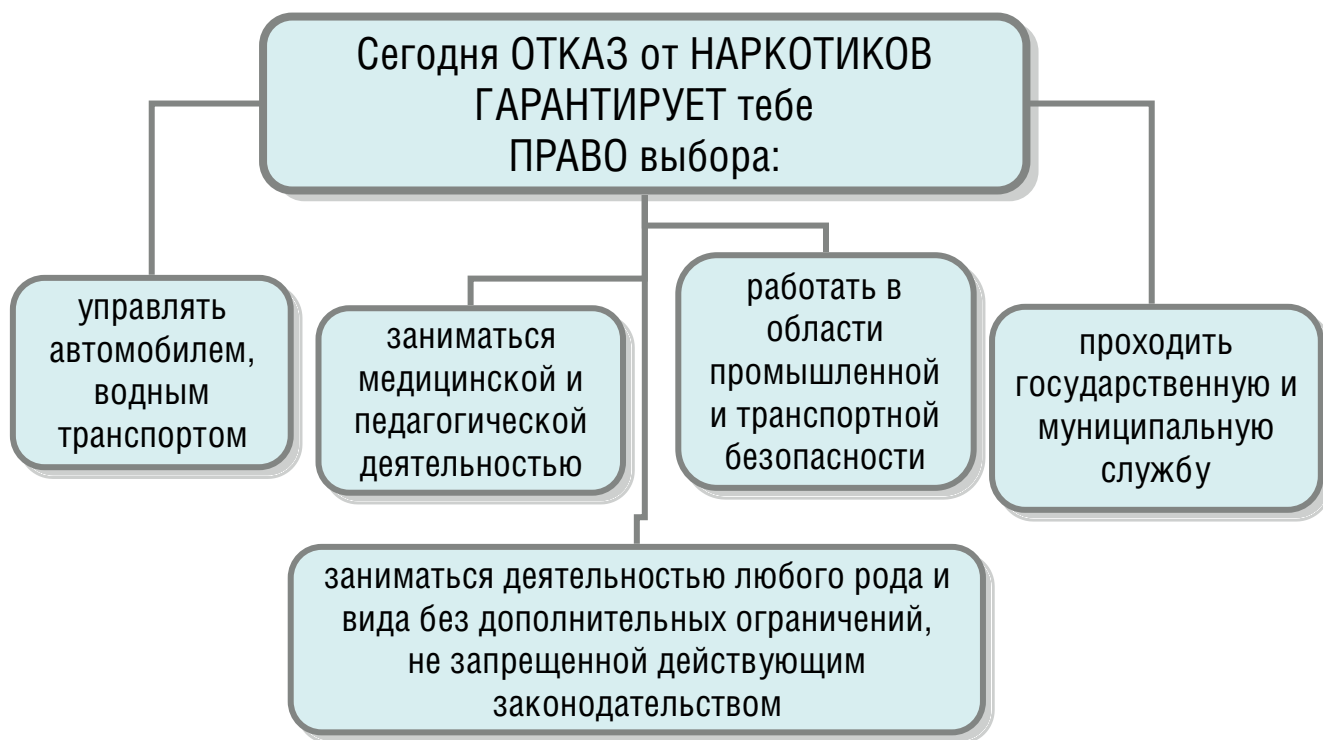 Сегодня ОТКАЗ от НАРКОТИКОВ
ГАРАНТИРУЕТ тебе
ПРАВО выбора:
управлять
автомобилем,
водным
транспортом
заниматься
медицинской и
педагогической
деятельностью
работать в
области
промышленной
и транспортной
безопасности
проходить
государственную и
муниципальную
службу
заниматься деятельностью любого рода и
вида без дополнительных ограничений,
не запрещенной действующим
законодательством